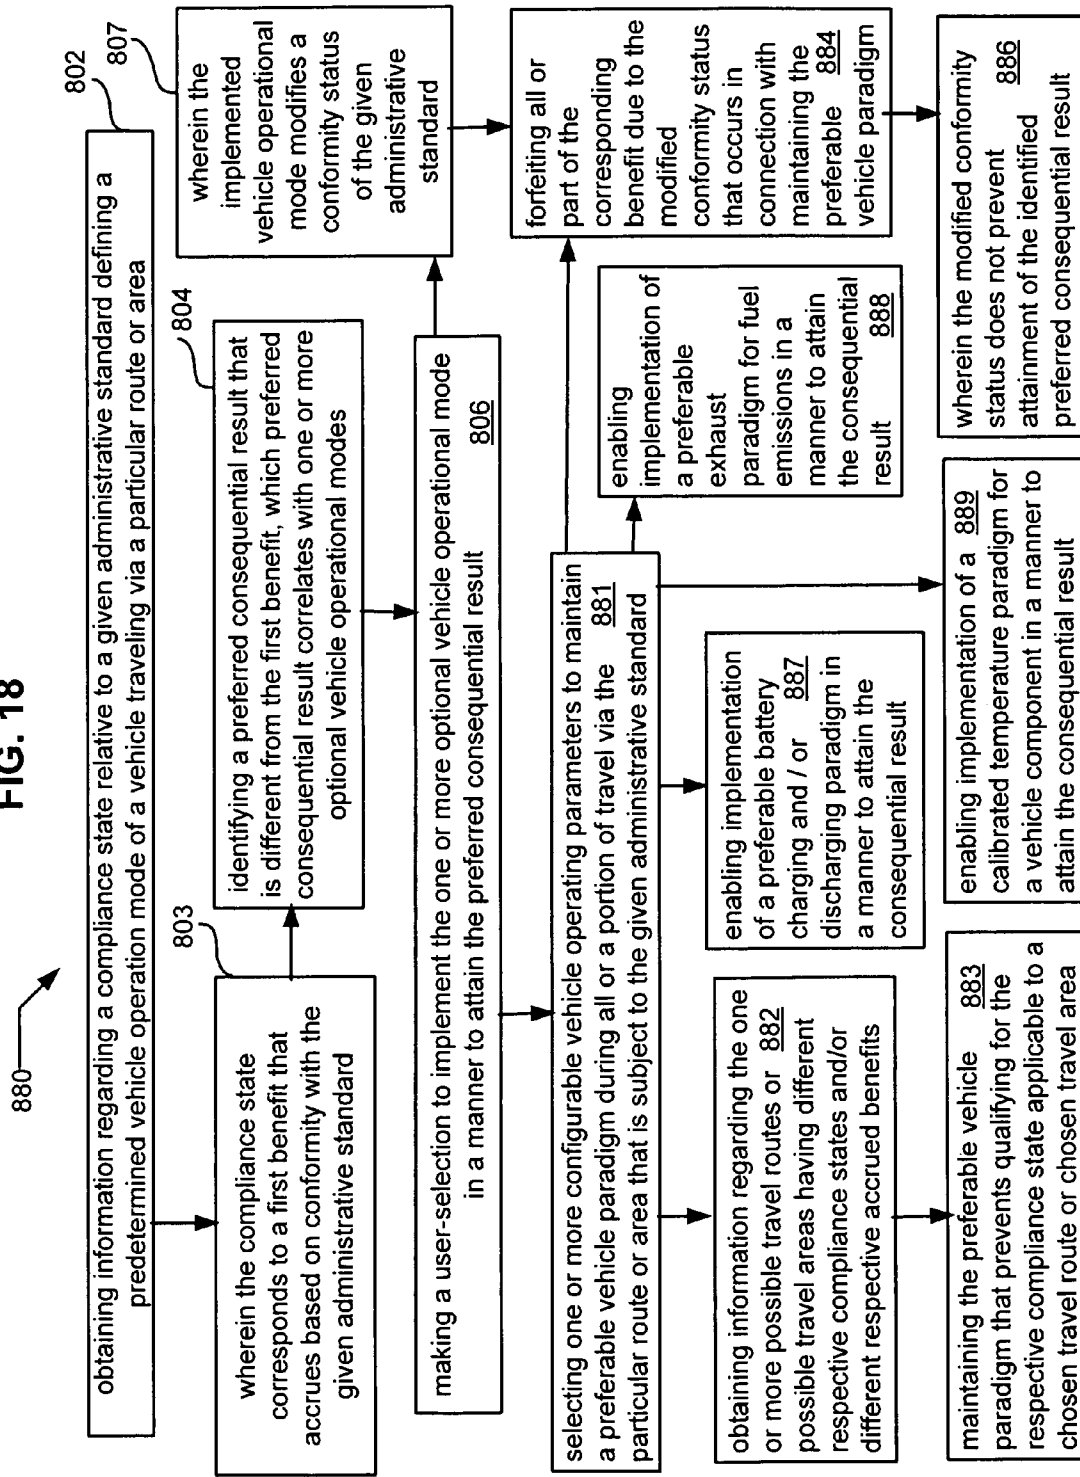 FIG. 18
880
802
obtaining information regarding a compliance state relative to a given administrative standard defining a
predetermined vehicle operation mode of a vehicle traveling via a particular route or area
803
wherein the compliance state
corresponds to a first benefit that
accrues based on conformity with the
given administrative standard
804
identifying a preferred consequential result that
is different from the first benefit, which preferred
consequential result correlates with one or more
optional vehicle operational modes
807
wherein the
implemented
vehicle operational
mode modifies a
conformity status
of the given
administrative
standard
making a user-selection to implement the one or more optional vehicle operational mode
in a manner to attain the preferred consequential result 806
selecting one or more configurable vehicle operating parameters to maintain
a preferable vehicle paradigm during all or a portion of travel via the 881
particular route or area that is subject to the given administrative standard
forfeiting all or
part of the
corresponding
benefit due to the
modified
conformity status
that occurs in
connection with
maintaining the
preferable 884
vehicle paradigm
enabling
implementation of
a preferable
exhaust
paradigm for fuel
emissions in a
manner to attain
the consequential
result 888
obtaining information regarding the one
or more possible travel routes or 882
possible travel areas having different
respective compliance states and/or
different respective accrued benefits
enabling implementation
of a preferable battery
charging and / or 887
discharging paradigm in
a manner to attain the
consequential result
maintaining the preferable vehicle 883
paradigm that prevents qualifying for the
respective compliance state applicable to a
chosen travel route or chosen travel area
enabling implementation of a 889
calibrated temperature paradigm for
a vehicle component in a manner to
attain the consequential result
wherein the modified conformity
status does not prevent 886
attainment of the identified
preferred consequential result